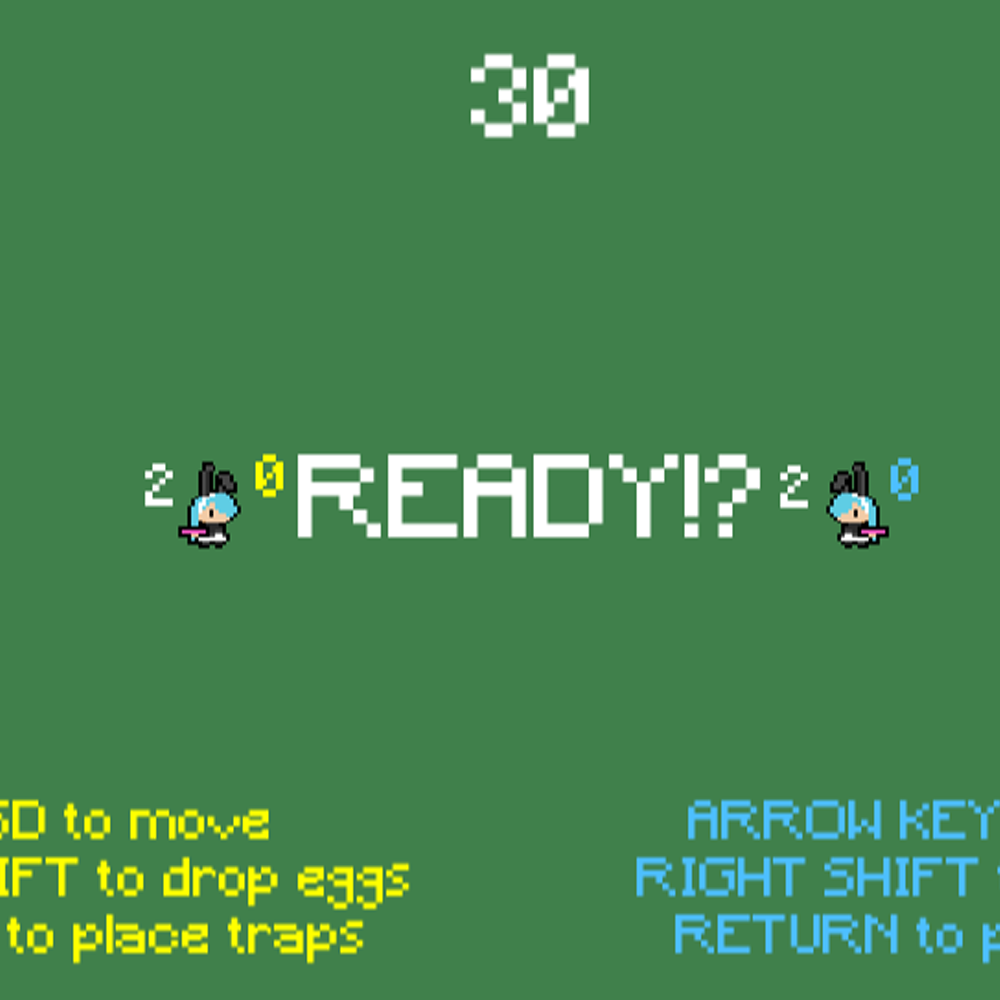 30
2 0 READY!? 2 0
SD to move
IFT to drop eggs
to place traps
ARROW KEY
RIGHT SHIFT
RETURN to p